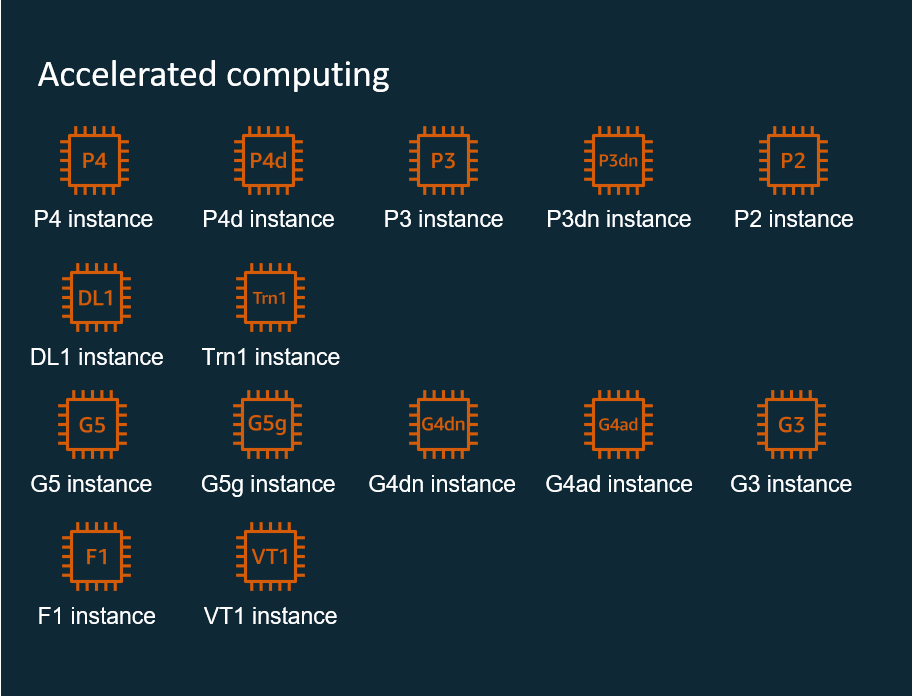 Accelerated computing
P4 P4d P3 P3dn P2
P4 instance P4d instance P3 instance P3dn instance P2 instance
DL1 Trn1
DL1 instance Trn1 instance
G5 G5g G4dn G4ad G3
G5 instance G5g instance G4dn instance G4ad instance G3 instance
F1 VT1
F1 instance VT1 instance